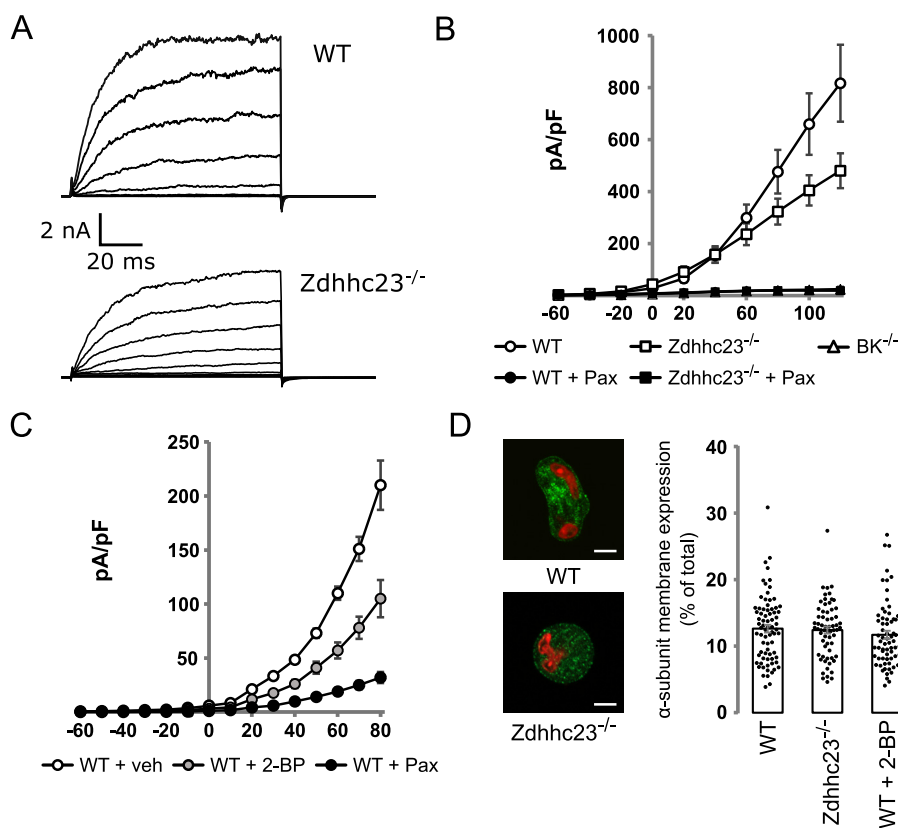 A
WT
2 nA
20 ms
Zdhhc23-/-
B
pA/pF
1000
800
600
400
200
-60 -20 0 20 60 100
WT Zdhhc23-/- BK-/-
WT + Pax Zdhhc23-/- + Pax
C
pA/pF
250
200
150
100
50
-60 -40 -20 0 20 40 60 80
WT + veh WT + 2-BP WT + Pax
D
WT
Zdhhc23-/-
α-subunit membrane expression
(% of total)
40
30
20
10
0
WT
Zdhhc23-/-
WT + 2-BP